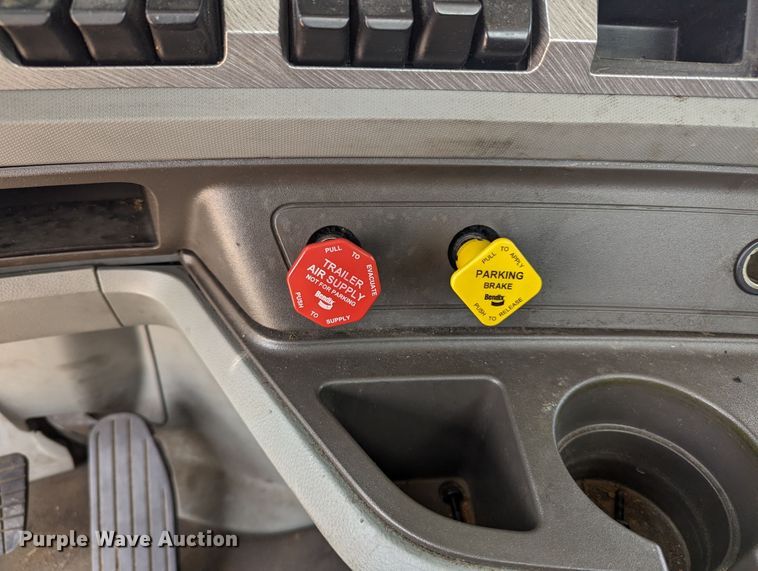 PULL TO EVACUATE
TRAILER
AIR SUPPLY
NOT FOR PARKING
Bendix
PUSH TO SUPPLY
PULL TO APPLY
PARKING
BRAKE
Bendix
PUSH TO RELEASE
Purple Wave Auction